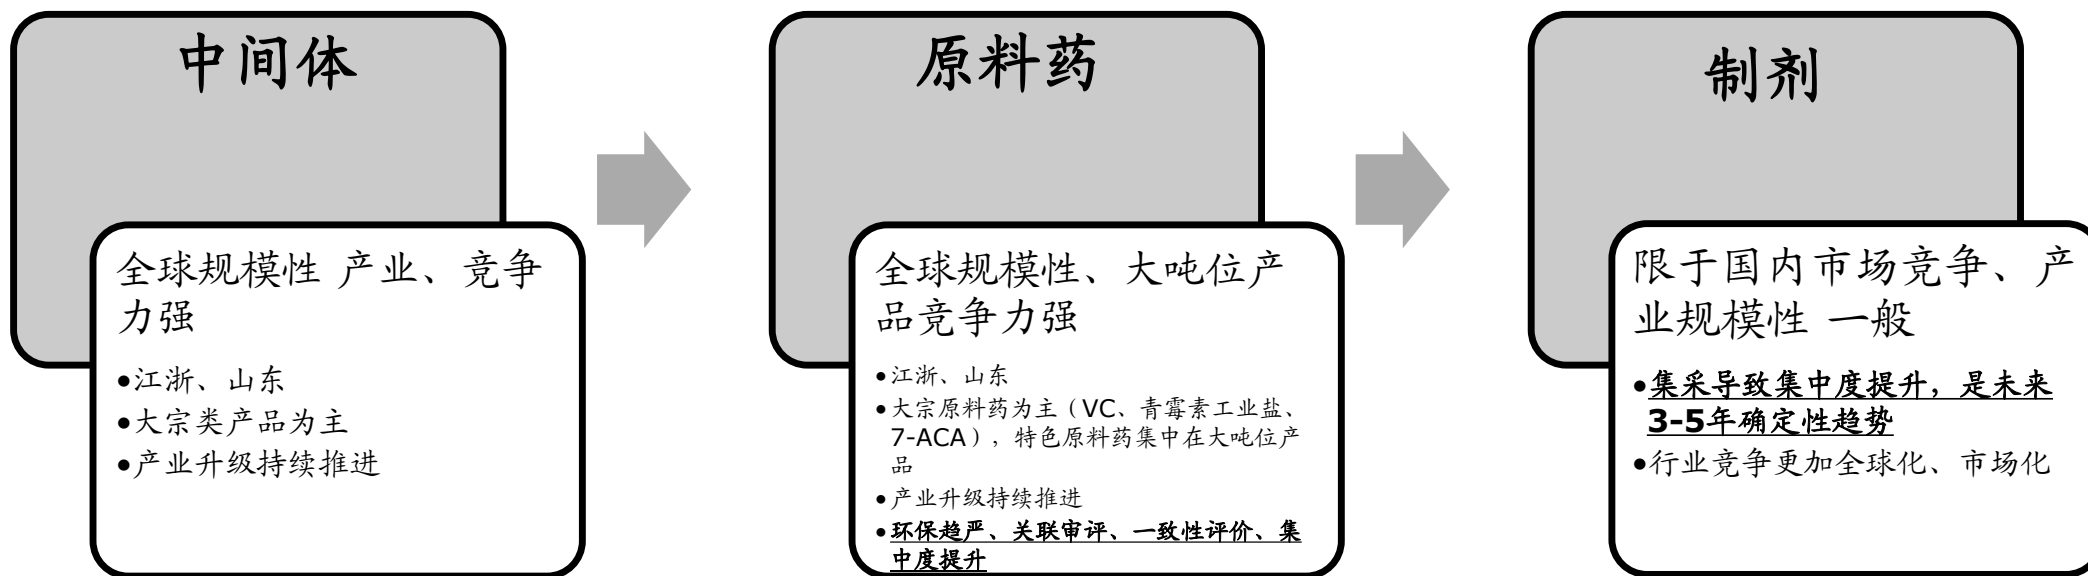 中间体
全球规模性 产业、竞争
力强
•江浙、山东
•大宗类产品为主
•产业升级持续推进
原料药
全球规模性、大吨位产
品竞争力强
•江浙、山东
•大宗原料药为主（VC、青霉素工业盐、
7-ACA），特色原料药集中在大吨位产
品
•产业升级持续推进
•环保趋严、关联审评、一致性评价、集
中度提升
制剂
限于国内市场竞争、产
业规模性 一般
•集采导致集中度提升，是未来
3-5年确定性趋势
•行业竞争更加全球化、市场化